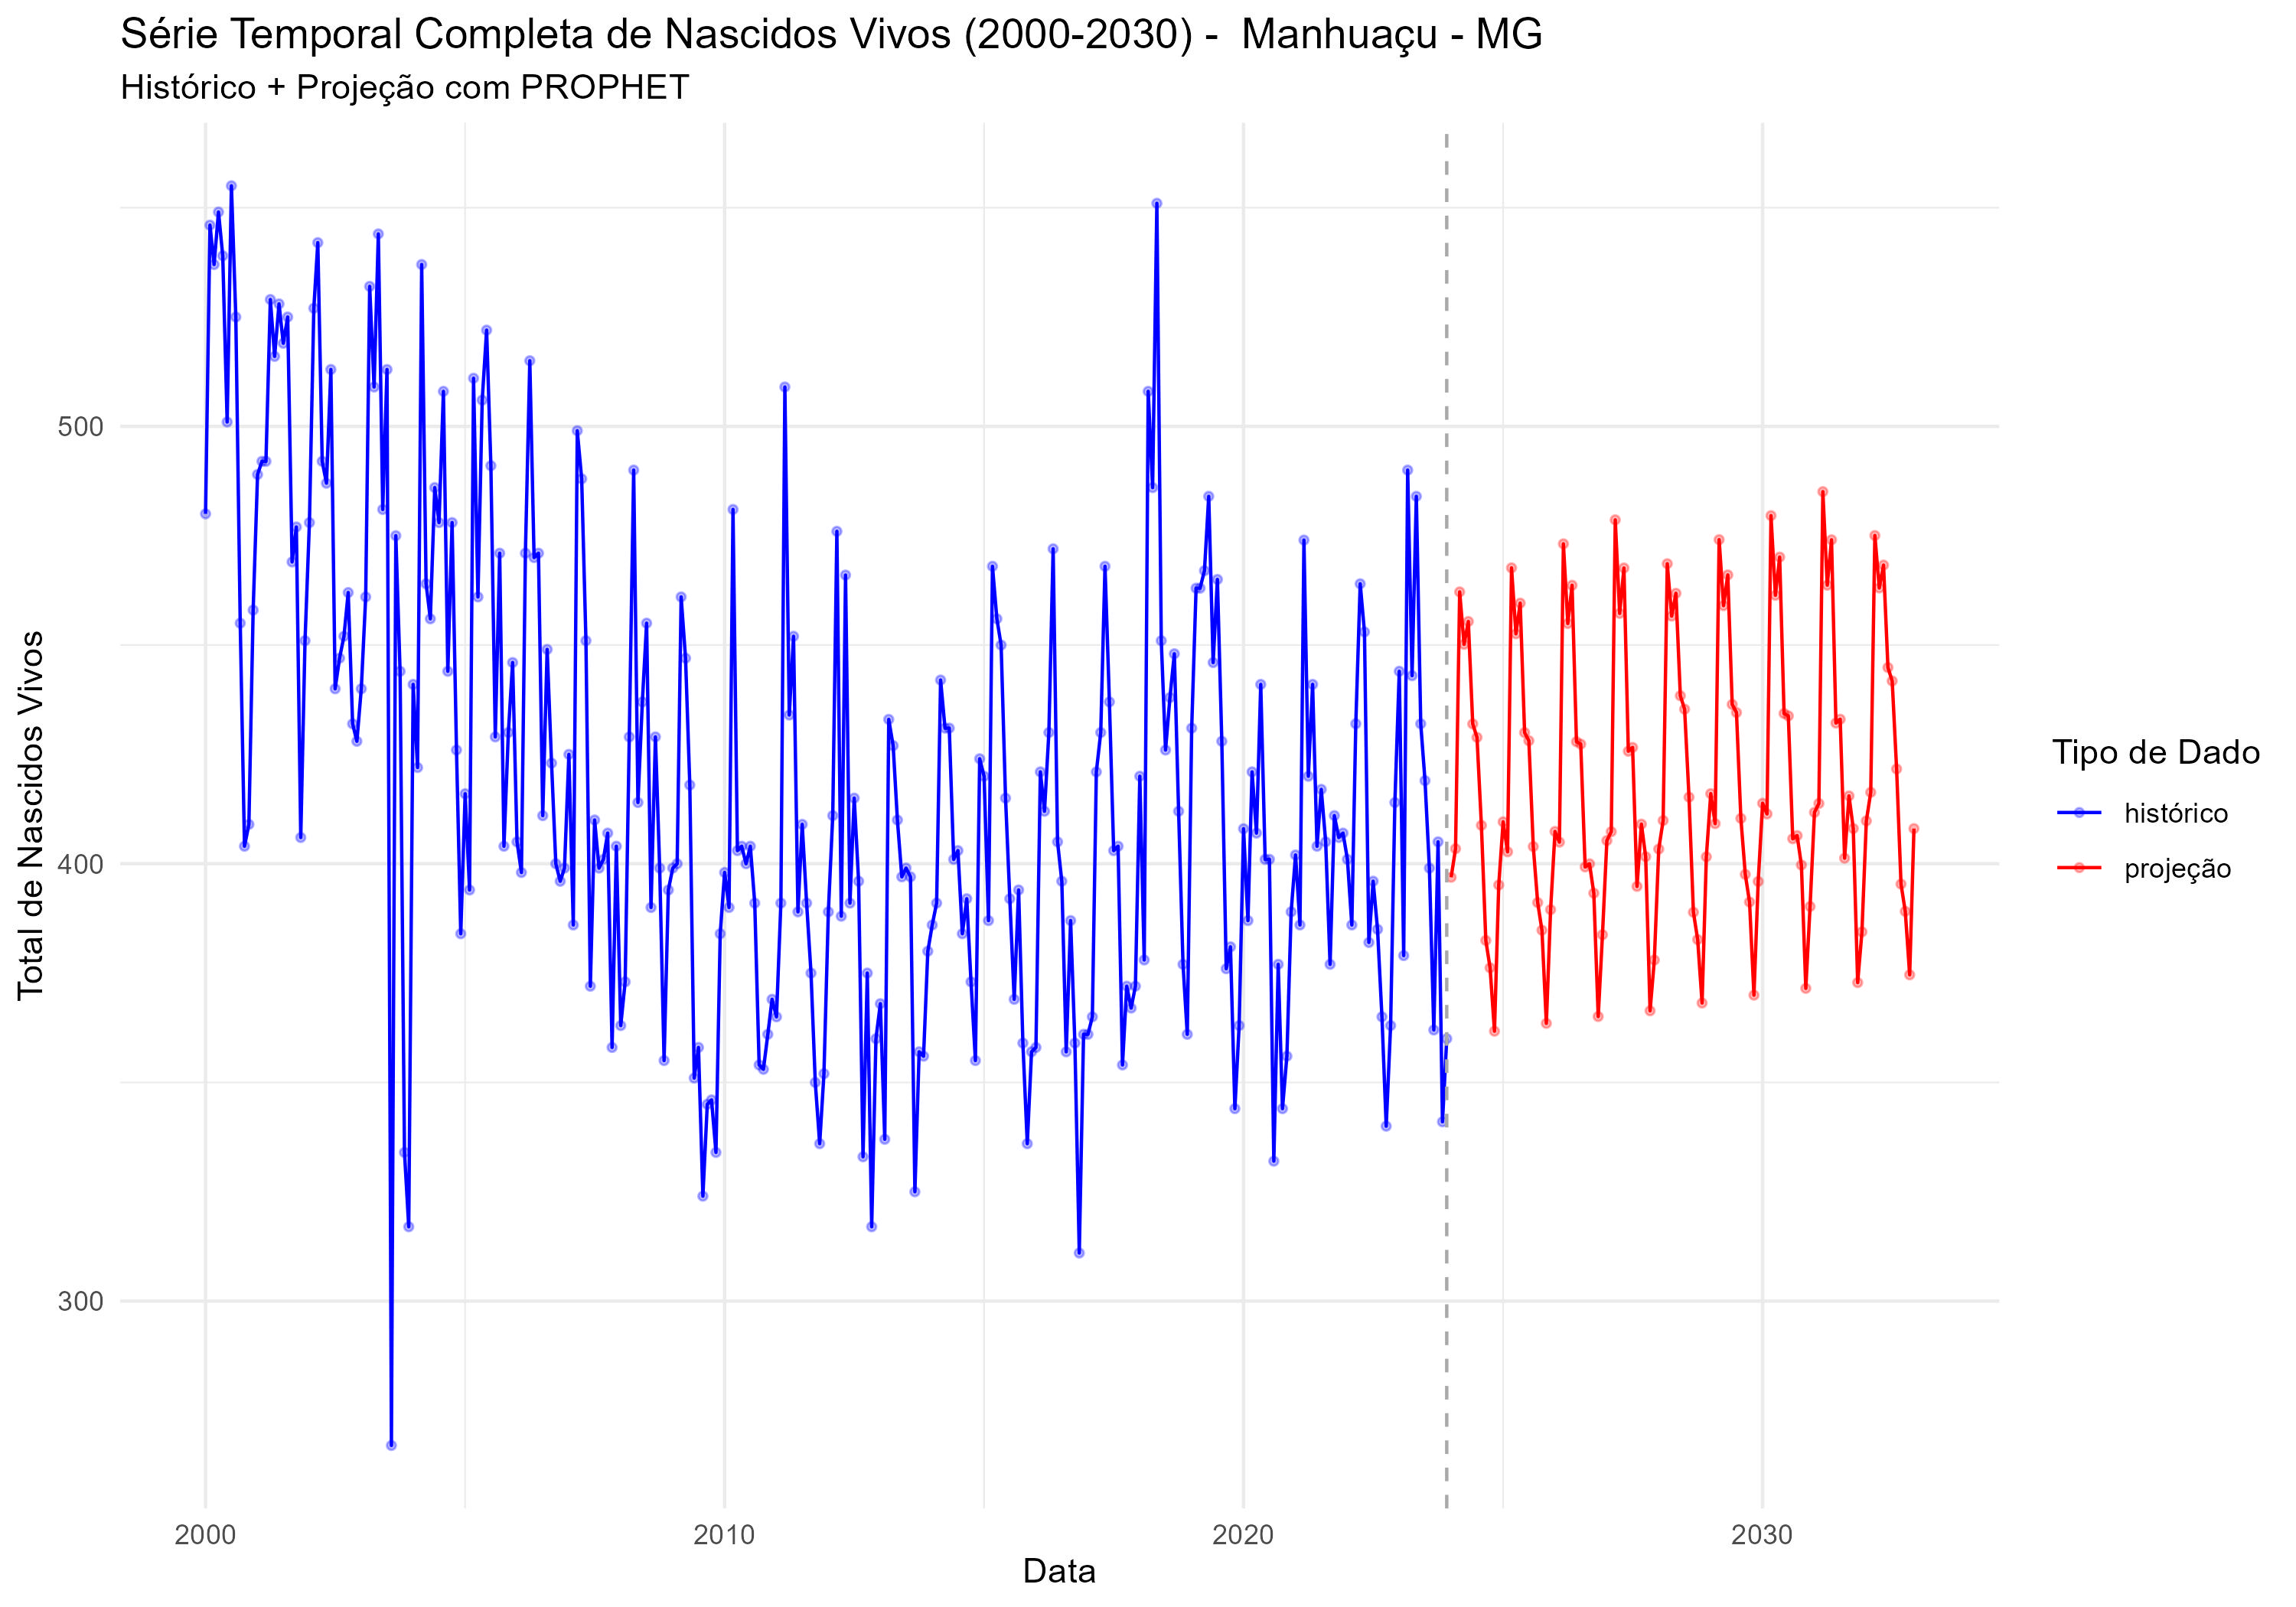 Série Temporal Completa de Nascidos Vivos (2000-2030) -  Manhuaçu - MG
Histórico + Projeção com PROPHET
Total de Nascidos Vivos
500
400
300
2000
2010
2020
2030
Data
Tipo de Dado
histórico
projeção